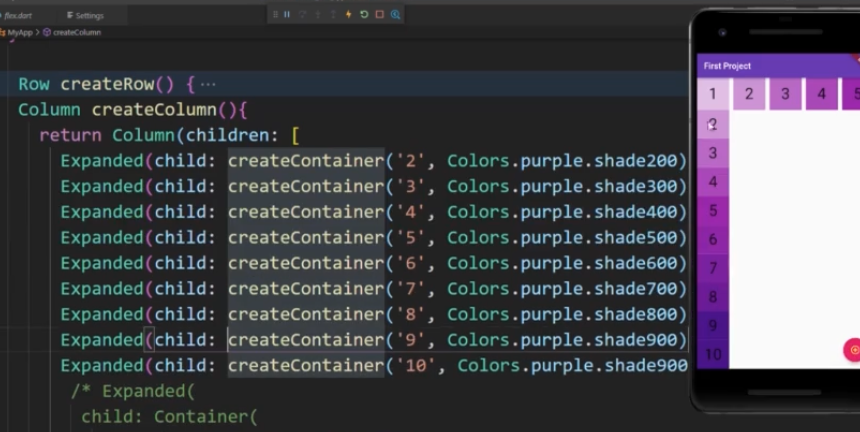 flex.dart Settings
MyApp > createColumn
Row createRow() { ...
Column createColumn(){
return Column(children: [
Expanded(child: createContainer('2', Colors.purple.shade200)
Expanded(child: createContainer('3', Colors.purple.shade300)
Expanded(child: createContainer('4', Colors.purple.shade400)
Expanded(child: createContainer('5', Colors.purple.shade500)
Expanded(child: createContainer('6', Colors.purple.shade600)
Expanded(child: createContainer('7', Colors.purple.shade700)
Expanded(child: createContainer('8', Colors.purple.shade800)
Expanded(child: createContainer('9', Colors.purple.shade900)
Expanded(child: createContainer('10', Colors.purple.shade900
/* Expanded(
child: Container(
First Project
1 2 3 4 5
2
3
4
5
6
7
8
9
10